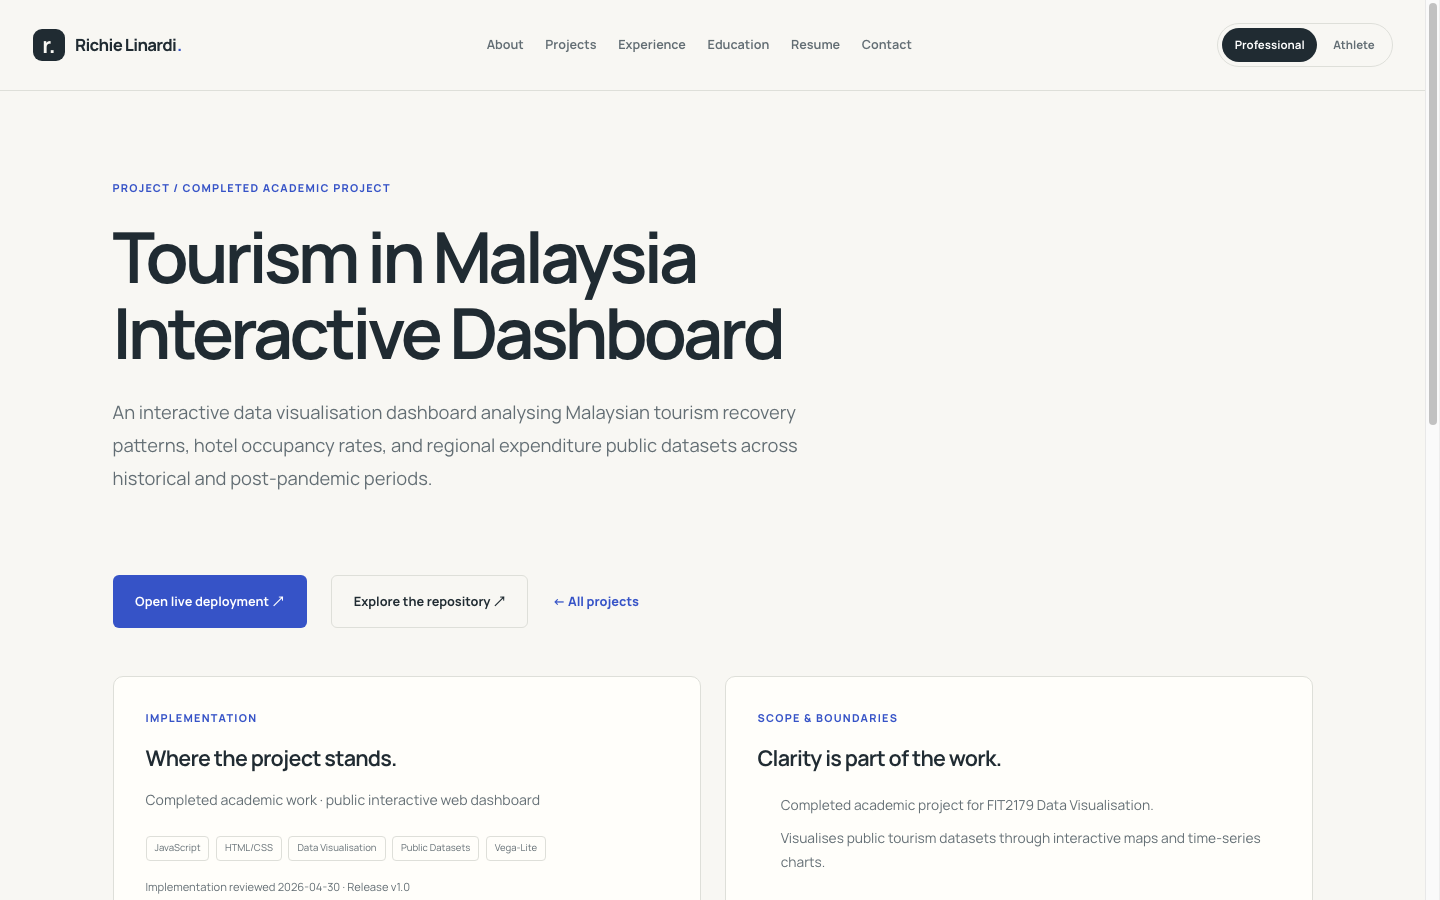 r. Richie Linardi.
About Projects Experience Education Resume Contact
Professional Athlete
PROJECT / COMPLETED ACADEMIC PROJECT
Tourism in Malaysia
Interactive Dashboard
An interactive data visualisation dashboard analysing Malaysian tourism recovery
patterns, hotel occupancy rates, and regional expenditure public datasets across
historical and post-pandemic periods.
Open live deployment ↗
Explore the repository ↗
← All projects
IMPLEMENTATION
Where the project stands.
Completed academic work · public interactive web dashboard
JavaScript HTML/CSS Data Visualisation Public Datasets Vega-Lite
Implementation reviewed 2026-04-30 · Release v1.0
SCOPE & BOUNDARIES
Clarity is part of the work.
Completed academic project for FIT2179 Data Visualisation.
Visualises public tourism datasets through interactive maps and time-series
charts.